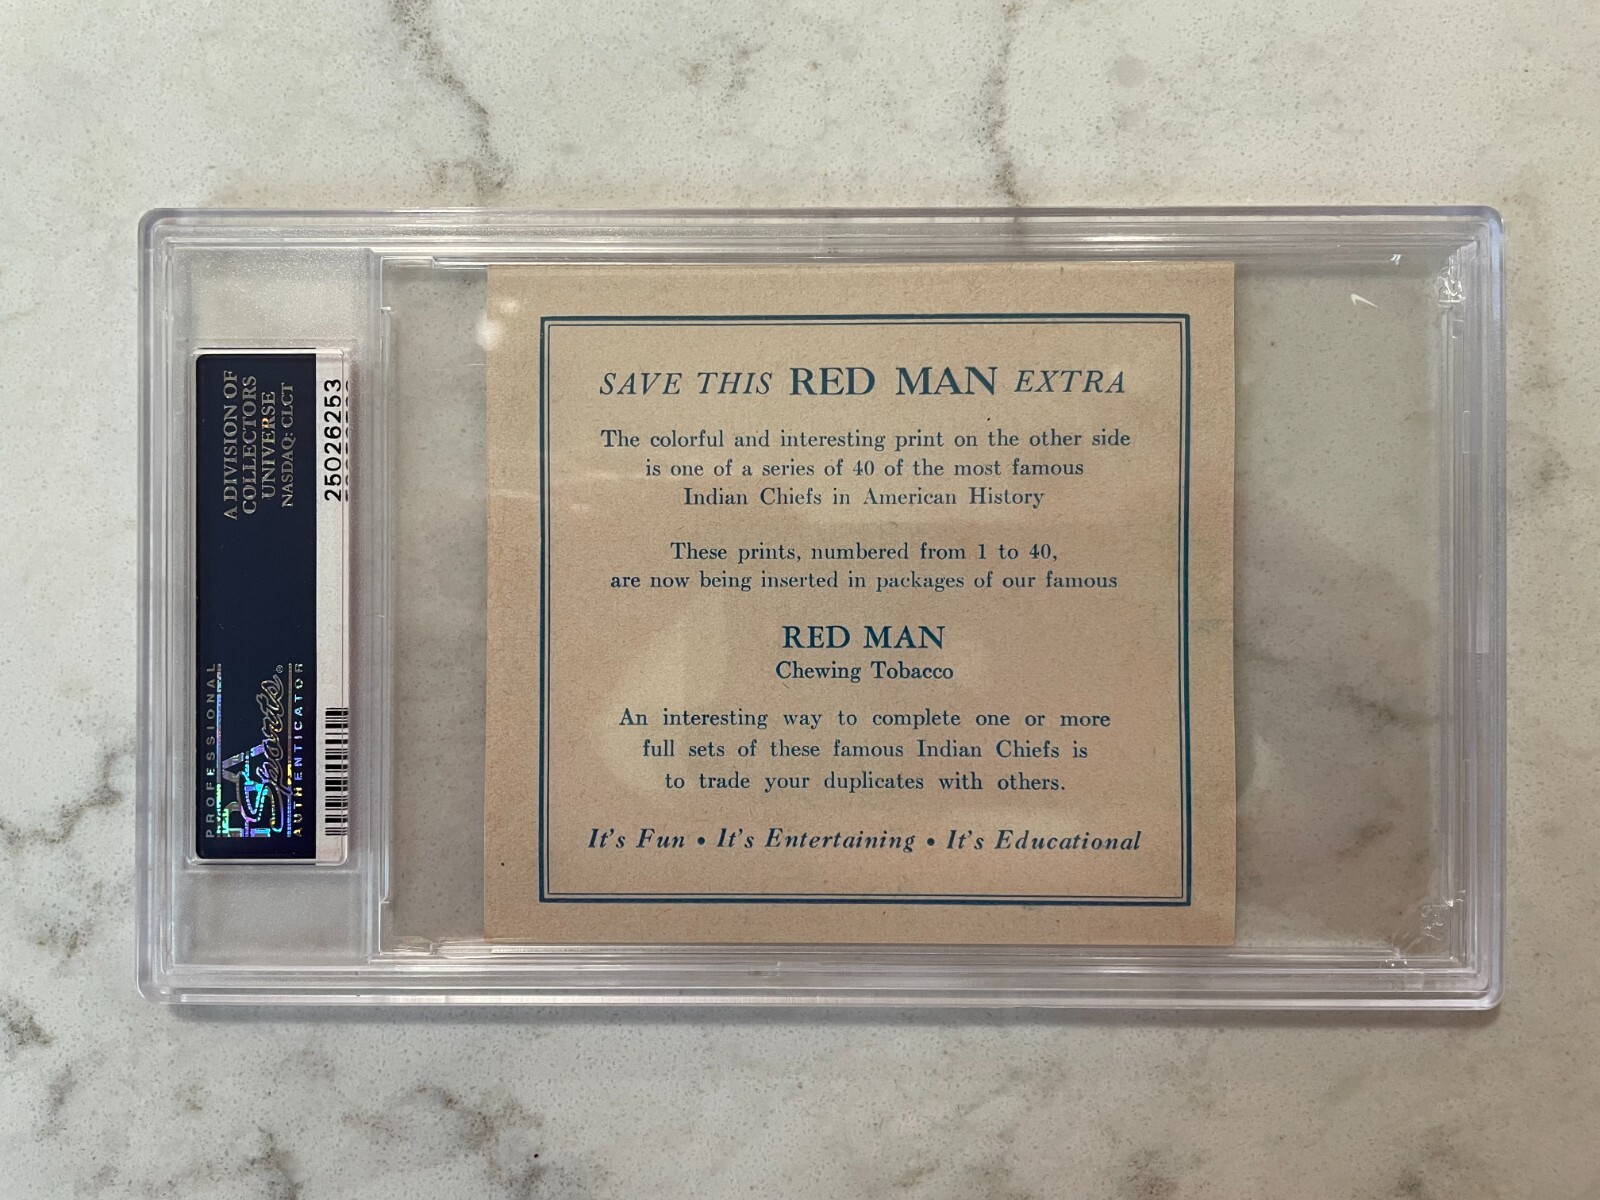 SAVE THIS RED MAN EXTRA
The colorful and interesting print on the other side
is one of a series of 40 of the most famous
Indian Chiefs in American History
These prints, numbered from 1 to 40,
are now being inserted in packages of our famous
RED MAN
Chewing Tobacco
An interesting way to complete one or more
full sets of these famous Indian Chiefs is
to trade your duplicates with others.
It's Fun • It's Entertaining • It's Educational
A DIVISION OF
COLLECTORS
UNIVERSE
NASDAQ: CLCT
25026253
PROFESSIONAL
PSA
Sports®
AUTHENTICATOR